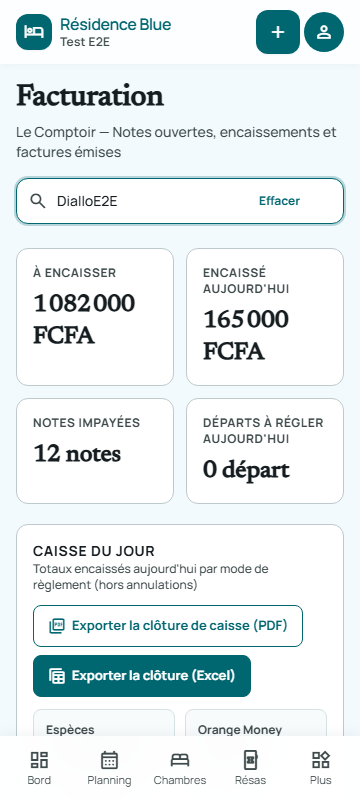 Résidence Blue
Test E2E
Facturation
Le Comptoir — Notes ouvertes, encaissements et
factures émises
DialloE2E
Effacer
À ENCAISSER
1 082 000
FCFA
ENCAISSÉ
AUJOURD'HUI
165 000
FCFA
NOTES IMPAYÉES
12 notes
DÉPARTS À RÉGLER
AUJOURD'HUI
0 départ
CAISSE DU JOUR
Totaux encaissés aujourd'hui par mode de
règlement (hors annulations)
PDF
Exporter la clôture de caisse (PDF)
Exporter la clôture (Excel)
Espèces
Orange Money
Bord
Planning
Chambres
Résas
Plus